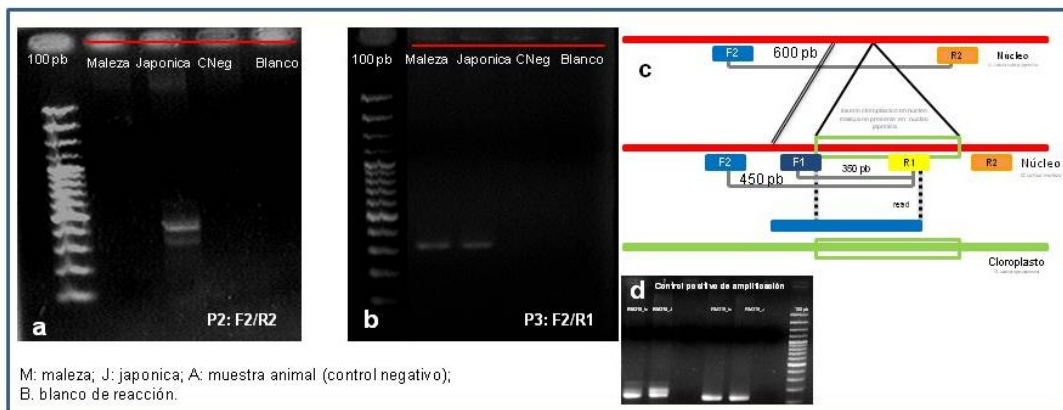 100 pb
Maleza Japonica CNeg Blanco
a
P2: F2/R2
100 pb
Maleza Japonica CNeg Blanco
b
P3: F2/R1
c
F2
600 pb
R2
Núcleo
F2
F1
350 pb
R1
R2
Núcleo
450 pb
read
Cloroplasto
d
Control positivo de amplificación
100 pb
M: maleza; J: japonica; A: muestra animal (control negativo);
B. blanco de reacción.